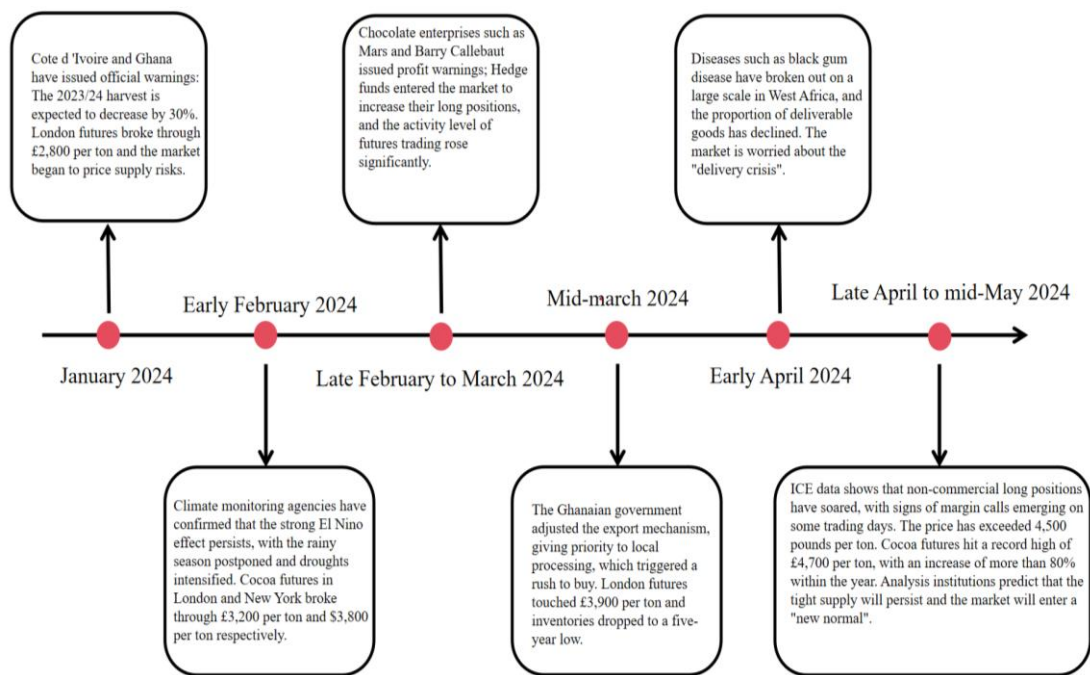 Cote d 'Ivoire and Ghana
have issued official warnings:
The 2023/24 harvest is
expected to decrease by 30%.
London futures broke through
£2,800 per ton and the market
began to price supply risks.
Chocolate enterprises such as
Mars and Barry Callebaut
issued profit warnings; Hedge
funds entered the market to
increase their long positions,
and the activity level of
futures trading rose
significantly.
Diseases such as black gum
disease have broken out on a
large scale in West Africa, and
the proportion of deliverable
goods has declined. The
market is worried about the
"delivery crisis".
Early February 2024
Mid-march 2024
Late April to mid-May 2024
January 2024
Late February to March 2024
Early April 2024
Climate monitoring agencies have
confirmed that the strong El Nino
effect persists, with the rainy
season postponed and droughts
intensified. Cocoa futures in
London and New York broke
through £3,200 per ton and $3,800
per ton respectively.
The Ghanaian government
adjusted the export mechanism,
giving priority to local
processing, which triggered a
rush to buy. London futures
touched £3,900 per ton and
inventories dropped to a five-
year low.
ICE data shows that non-commercial long positions
have soared, with signs of margin calls emerging on
some trading days. The price has exceeded 4,500
pounds per ton. Cocoa futures hit a record high of
£4,700 per ton, with an increase of more than 80%
within the year. Analysis institutions predict that the
tight supply will persist and the market will enter a
"new normal".